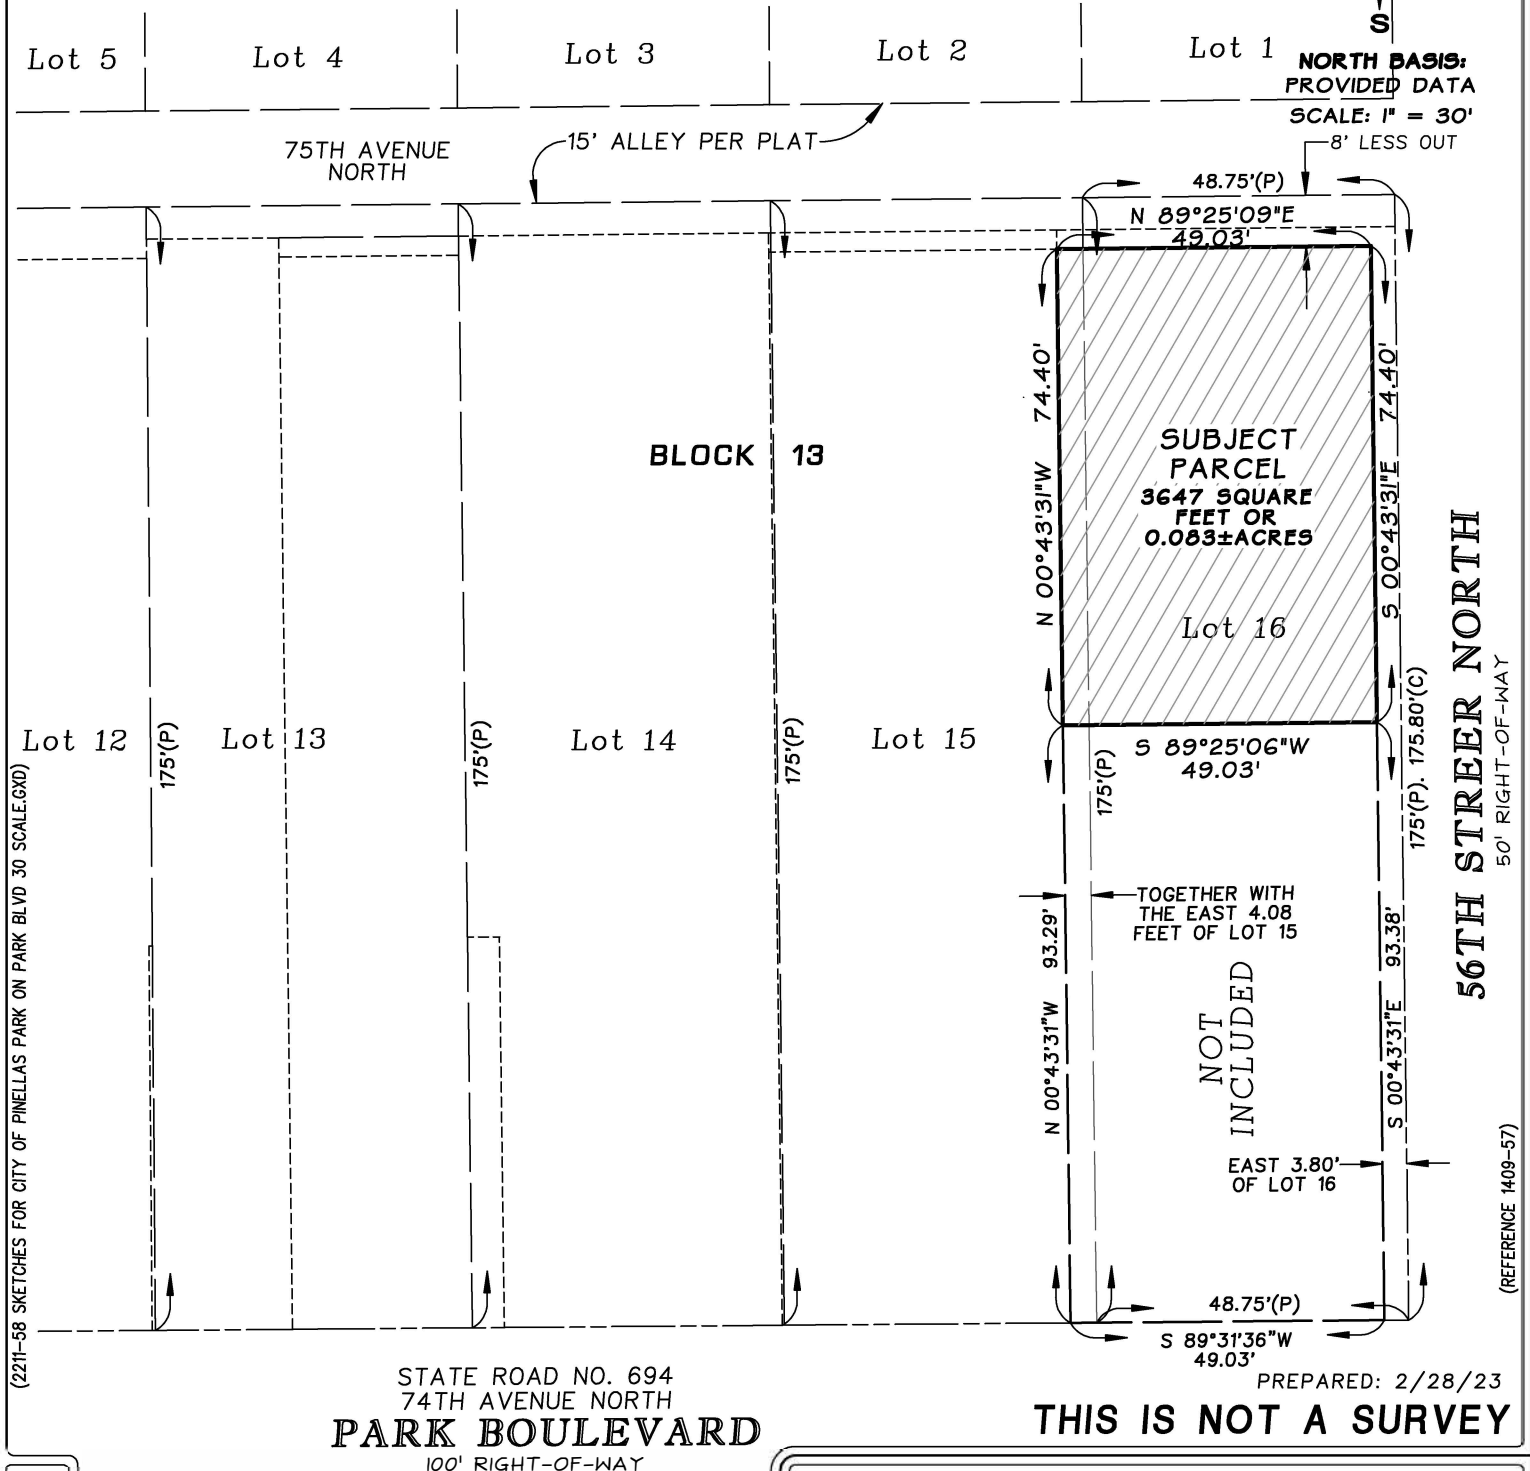 S
Lot 5
Lot 4
Lot 3
Lot 2
Lot 1
NORTH BASIS:
PROVIDED DATA
SCALE: 1" = 30'
8' LESS OUT
15' ALLEY PER PLAT
75TH AVENUE
NORTH
48.75'(P)
N 89°25'09"E
49.03'
N 00°43'31"W 74.40'
S 00°43'31"E 74.40'
BLOCK 13
SUBJECT
PARCEL
3647 SQUARE
FEET OR
0.083±ACRES
Lot 16
56TH STREER NORTH
50' RIGHT-OF-WAY
Lot 12
175'(P)
Lot 13
175'(P)
Lot 14
175'(P)
Lot 15
175'(P)
S 89°25'06"W
49.03'
175'(P). 175.80'(C)
TOGETHER WITH
THE EAST 4.08
FEET OF LOT 15
N 00°43'31"W 93.29'
S 00°43'31"E 93.38'
NOT
INCLUDED
EAST 3.80'
OF LOT 16
(2211-58 SKETCHES FOR CITY OF PINELLAS PARK ON PARK BLVD 30 SCALE.GXD)
(REFERENCE 1409-57)
48.75'(P)
S 89°31'36"W
49.03'
STATE ROAD NO. 694
74TH AVENUE NORTH
PARK BOULEVARD
100' RIGHT-OF-WAY
PREPARED: 2/28/23
THIS IS NOT A SURVEY